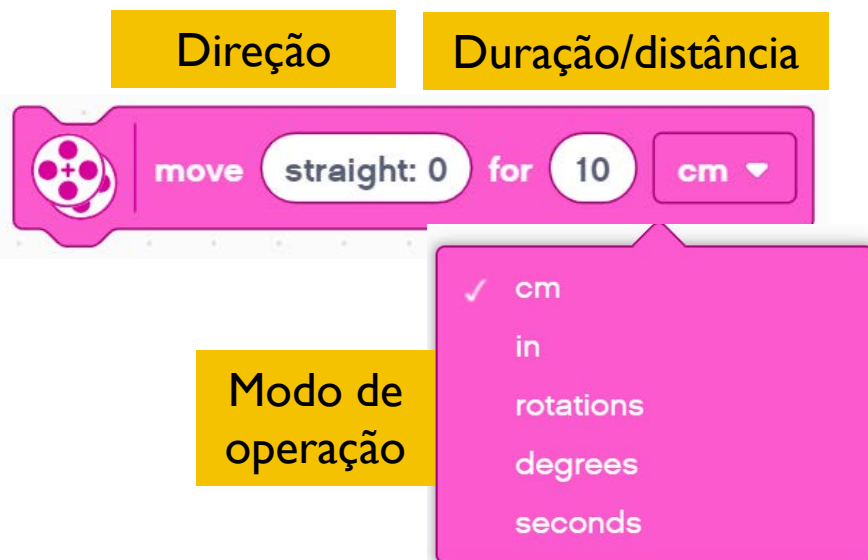 Direção
Duração/distância
move straight: 0 for 10 cm
cm
in
rotations
Modo de
operação
degrees
seconds